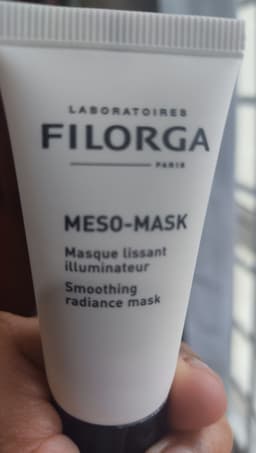 LABORATOIRES
FILORGA
PARIS
MESO-MASK
Masque lissant
illuminateur
Smoothing
radiance mask